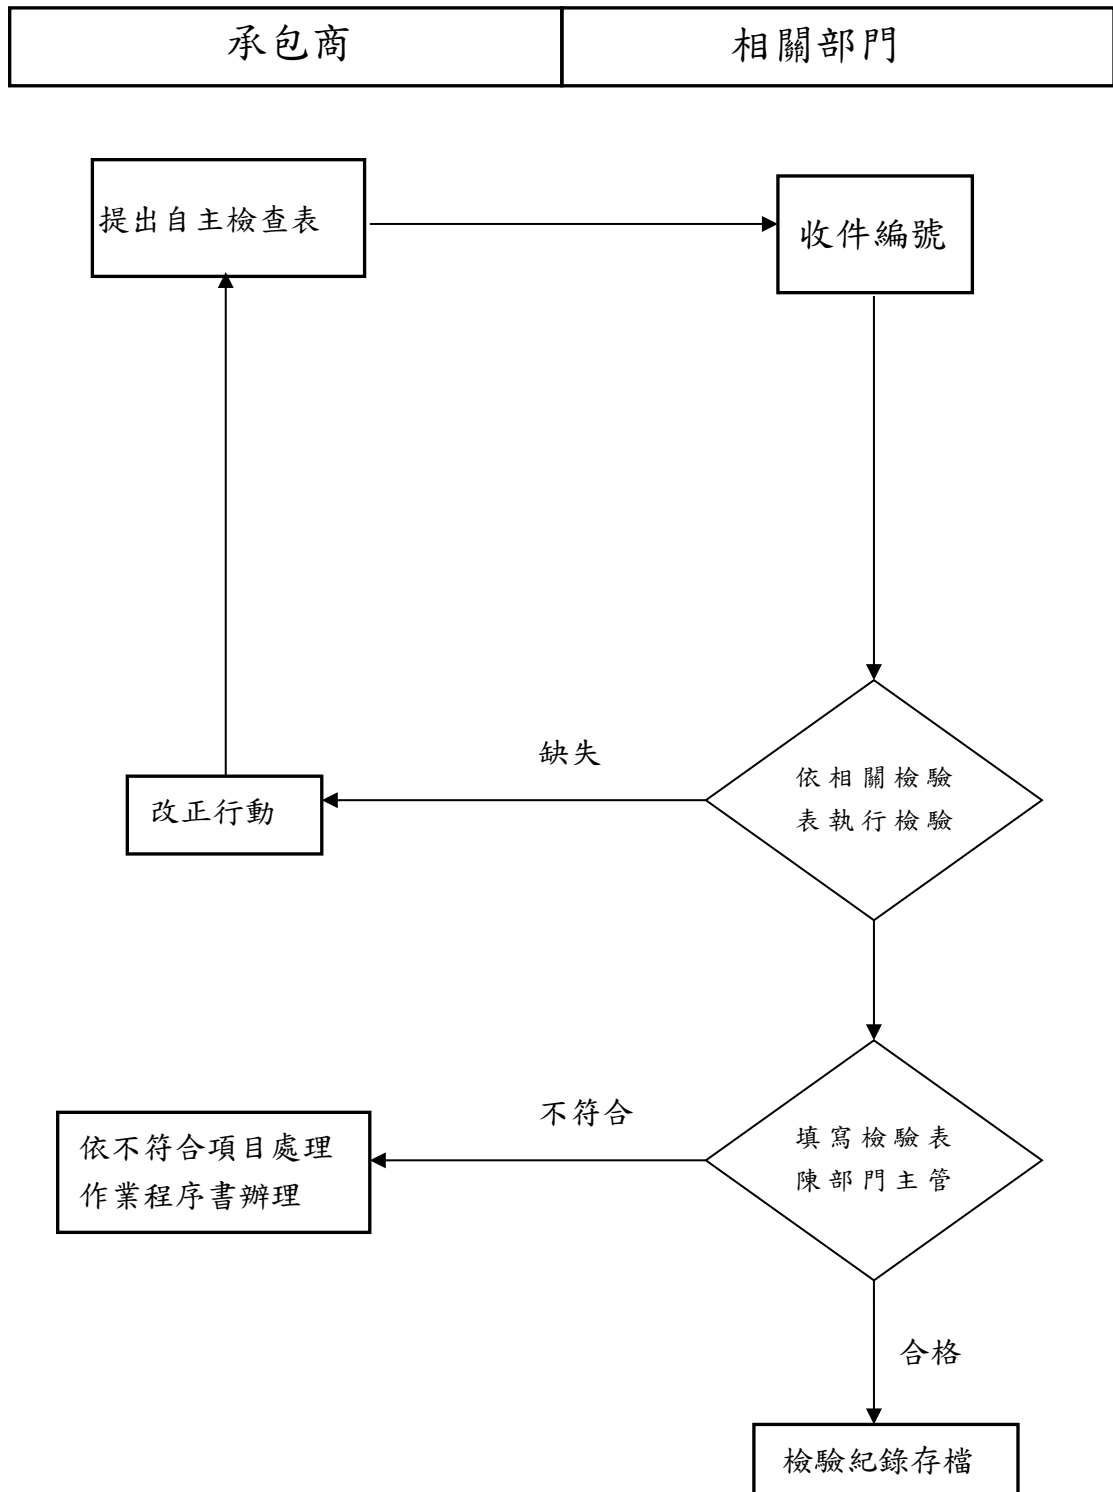 承包商
相關部門
提出自主檢查表
收件編號
缺失
依相關檢驗
表執行檢驗
改正行動
不符合
填寫檢驗表
陳部門主管
依不符合項目處理
作業程序書辦理
合格
檢驗紀錄存檔